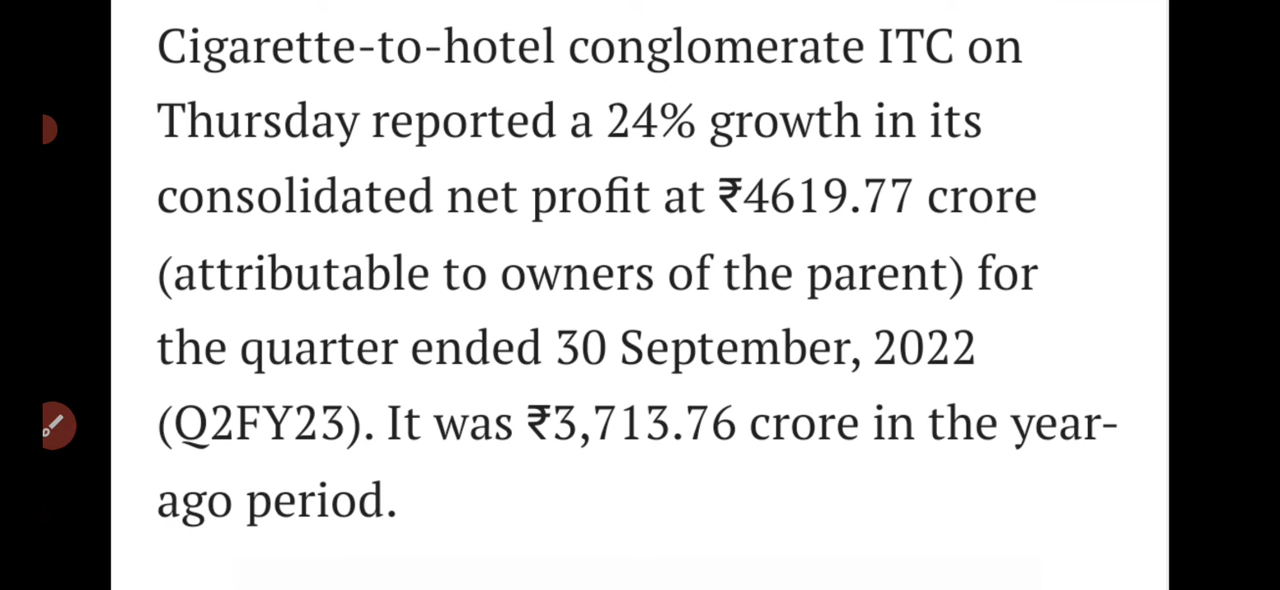 Cigarette-to-hotel conglomerate ITC on
Thursday reported a 24% growth in its
consolidated net profit at ₹4619.77 crore
(attributable to owners of the parent) for
the quarter ended 30 September, 2022
(Q2FY23). It was ₹3,713.76 crore in the year-
ago period.